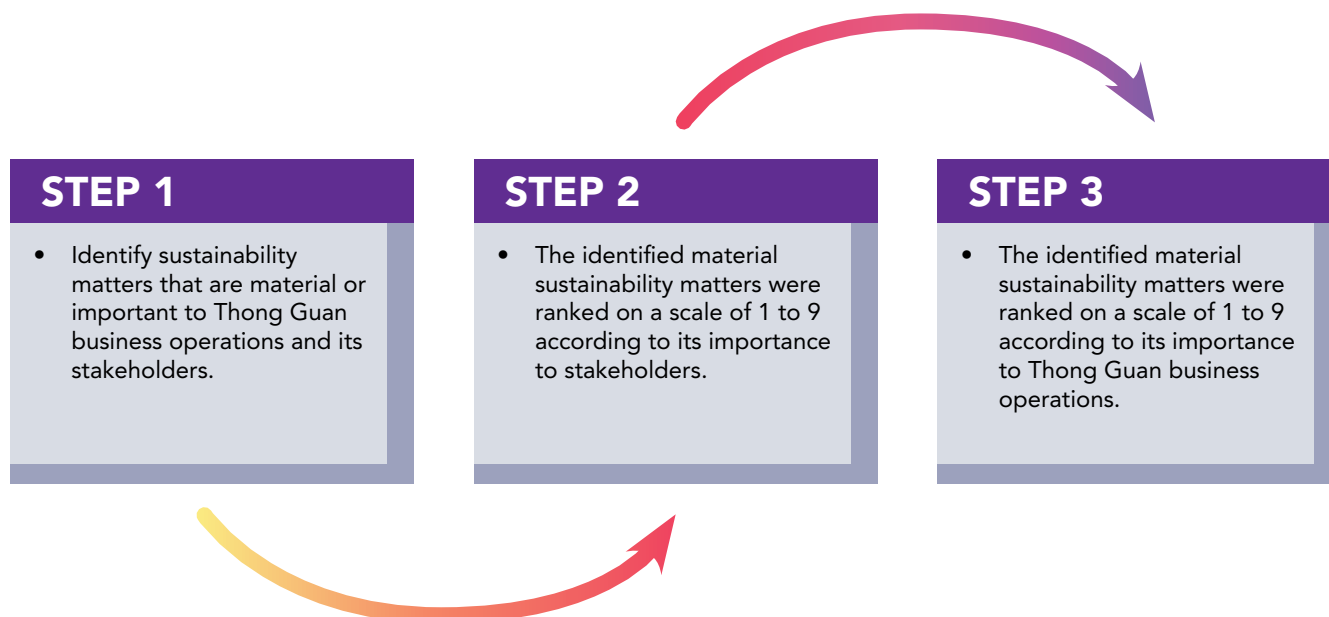 STEP 1
• Identify sustainability
matters that are material or
important to Thong Guan
business operations and its
stakeholders.
STEP 2
• The identified material
sustainability matters were
ranked on a scale of 1 to 9
according to its importance
to stakeholders.
STEP 3
• The identified material
sustainability matters were
ranked on a scale of 1 to 9
according to its importance
to Thong Guan business
operations.